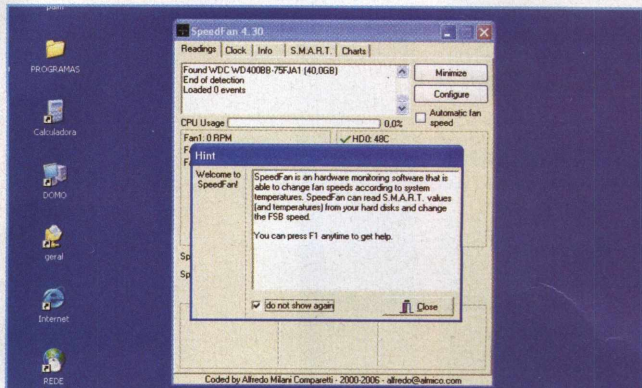 pam
PROGRAMAS
Calculadora
DOMO
geral
Internet
REDE
SpeedFan 4.30
Readings Clock Info S.M.A.R.T. Charts
Found WDC WD400BB-75FJA1 (40,0GB)
End of detection
Loaded 0 events
Minimize
Configure
Automatic fan
speed
CPU Usage 0,0%
Fan1: 0 RPM
HD0: 48C
Fa
F
Hint
Welcome to
SpeedFan!
SpeedFan is an hardware monitoring software that is
able to change fan speeds according to system
temperatures. SpeedFan can read S.M.A.R.T. values
(and temperatures) from your hard disks and change
the FSB speed.
You can press F1 anytime to get help.
do not show again
Close
Sp
Sp
Coded by Alfredo Milani Comparetti - 2000-2006 - alfredo@almico.com